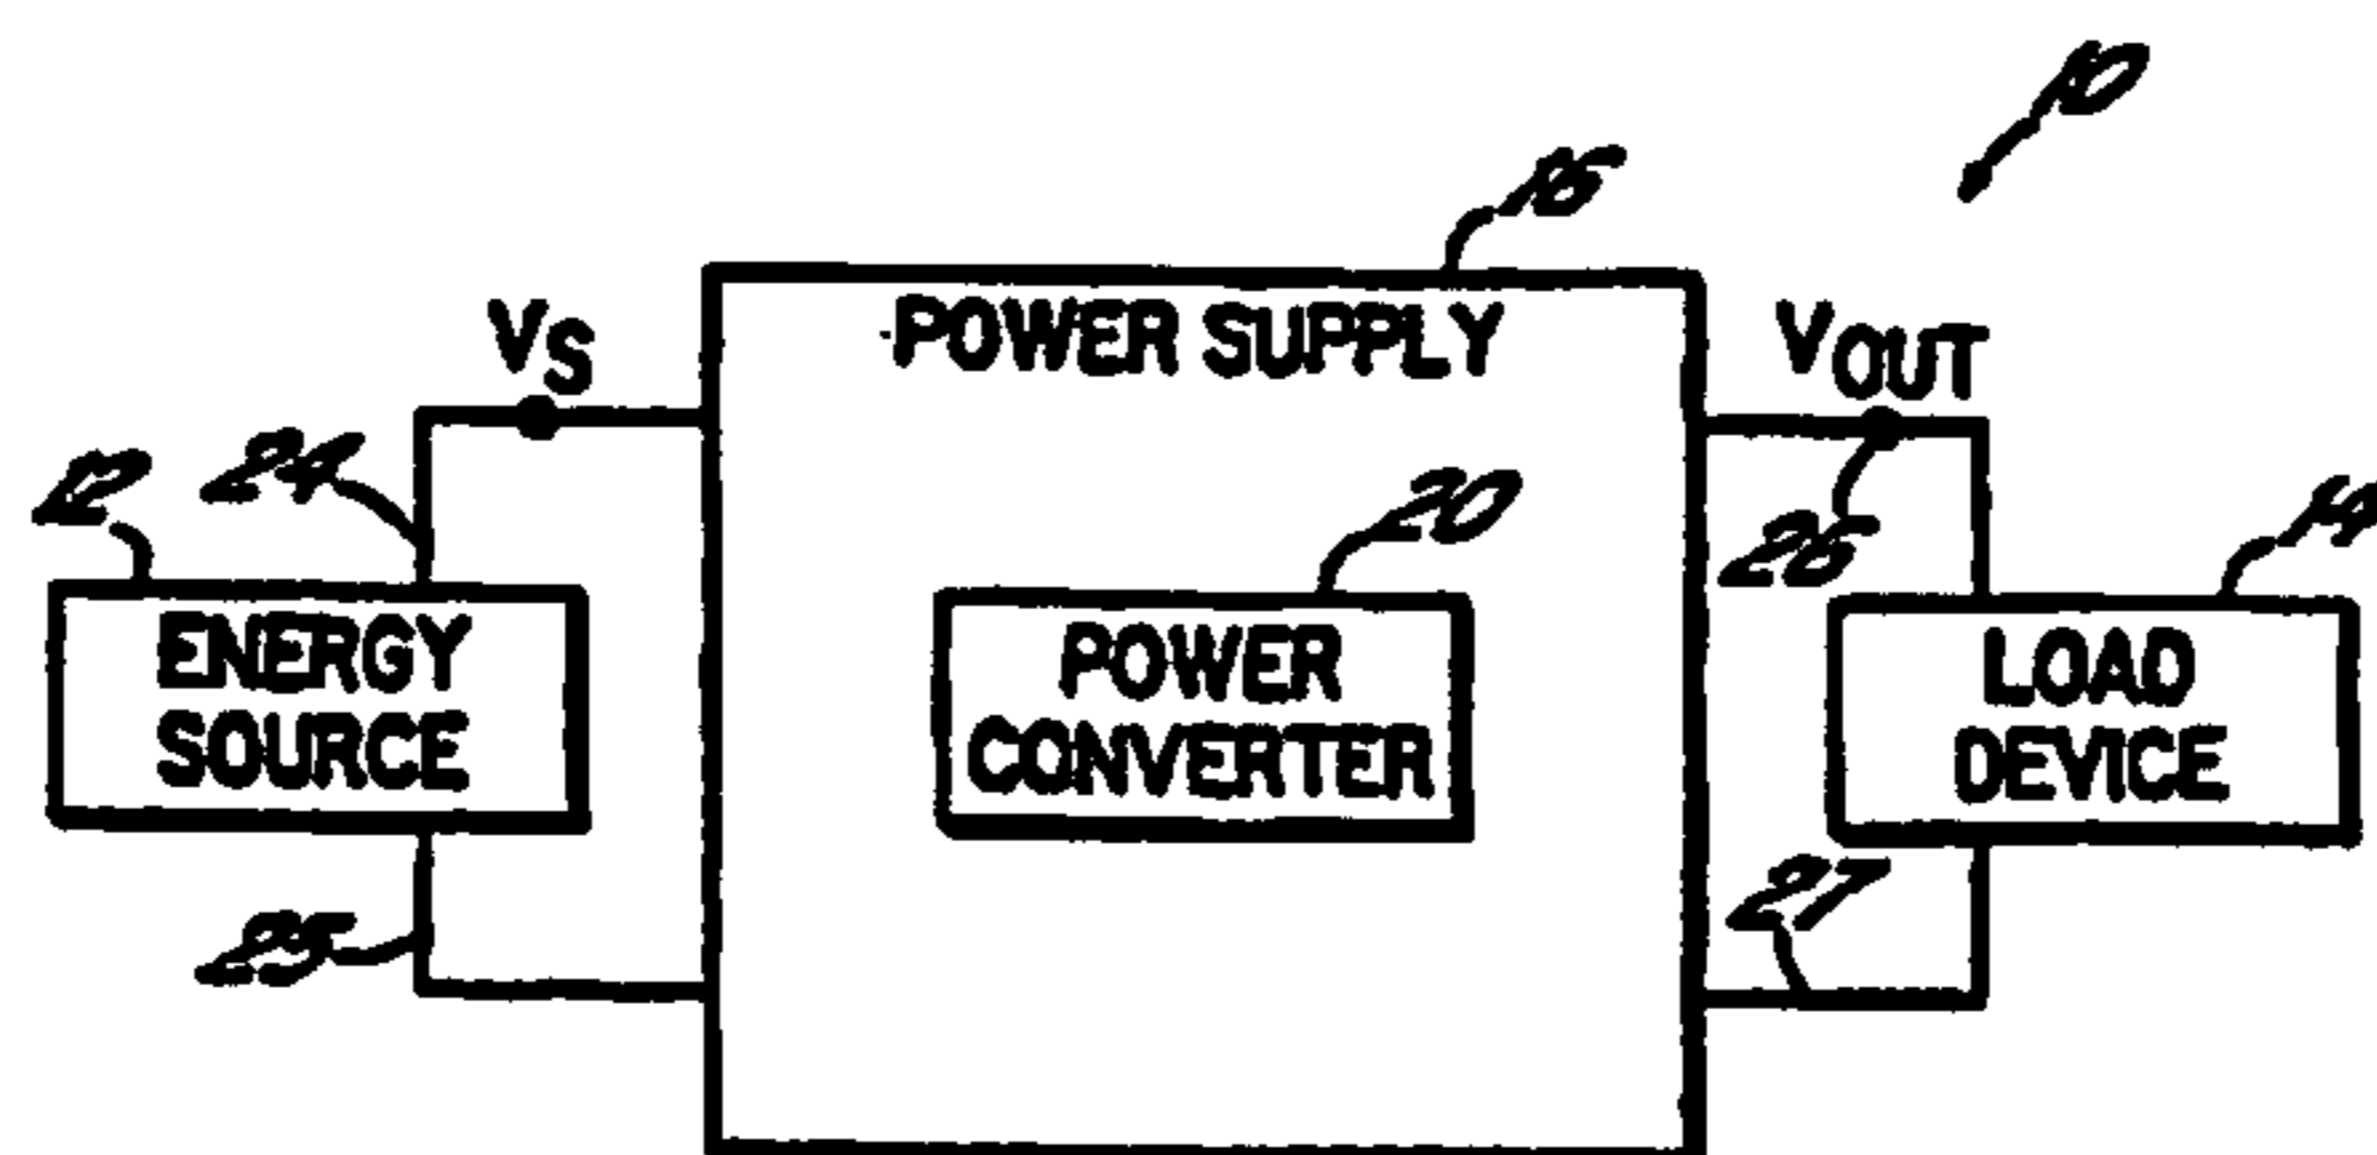 10
16
POWER SUPPLY
VS
VOUT
12
24
20
26
14
ENERGY
SOURCE
POWER
CONVERTER
LOAD
DEVICE
25
27